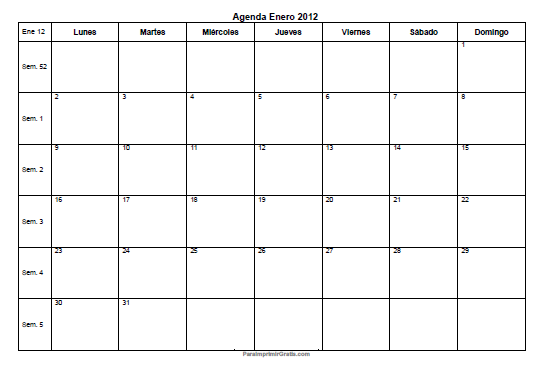 Agenda Enero 2012
Ene 12 Lunes Martes Miércoles Jueves Viernes Sábado Domingo
1
Sem. 52
2 3 4 5 6 7 8
Sem. 1
9 10 11 12 13 14 15
Sem. 2
16 17 18 19 20 21 22
Sem. 3
23 24 25 26 27 28 29
Sem. 4
30 31
Sem. 5
ParaImprimirGratis.com